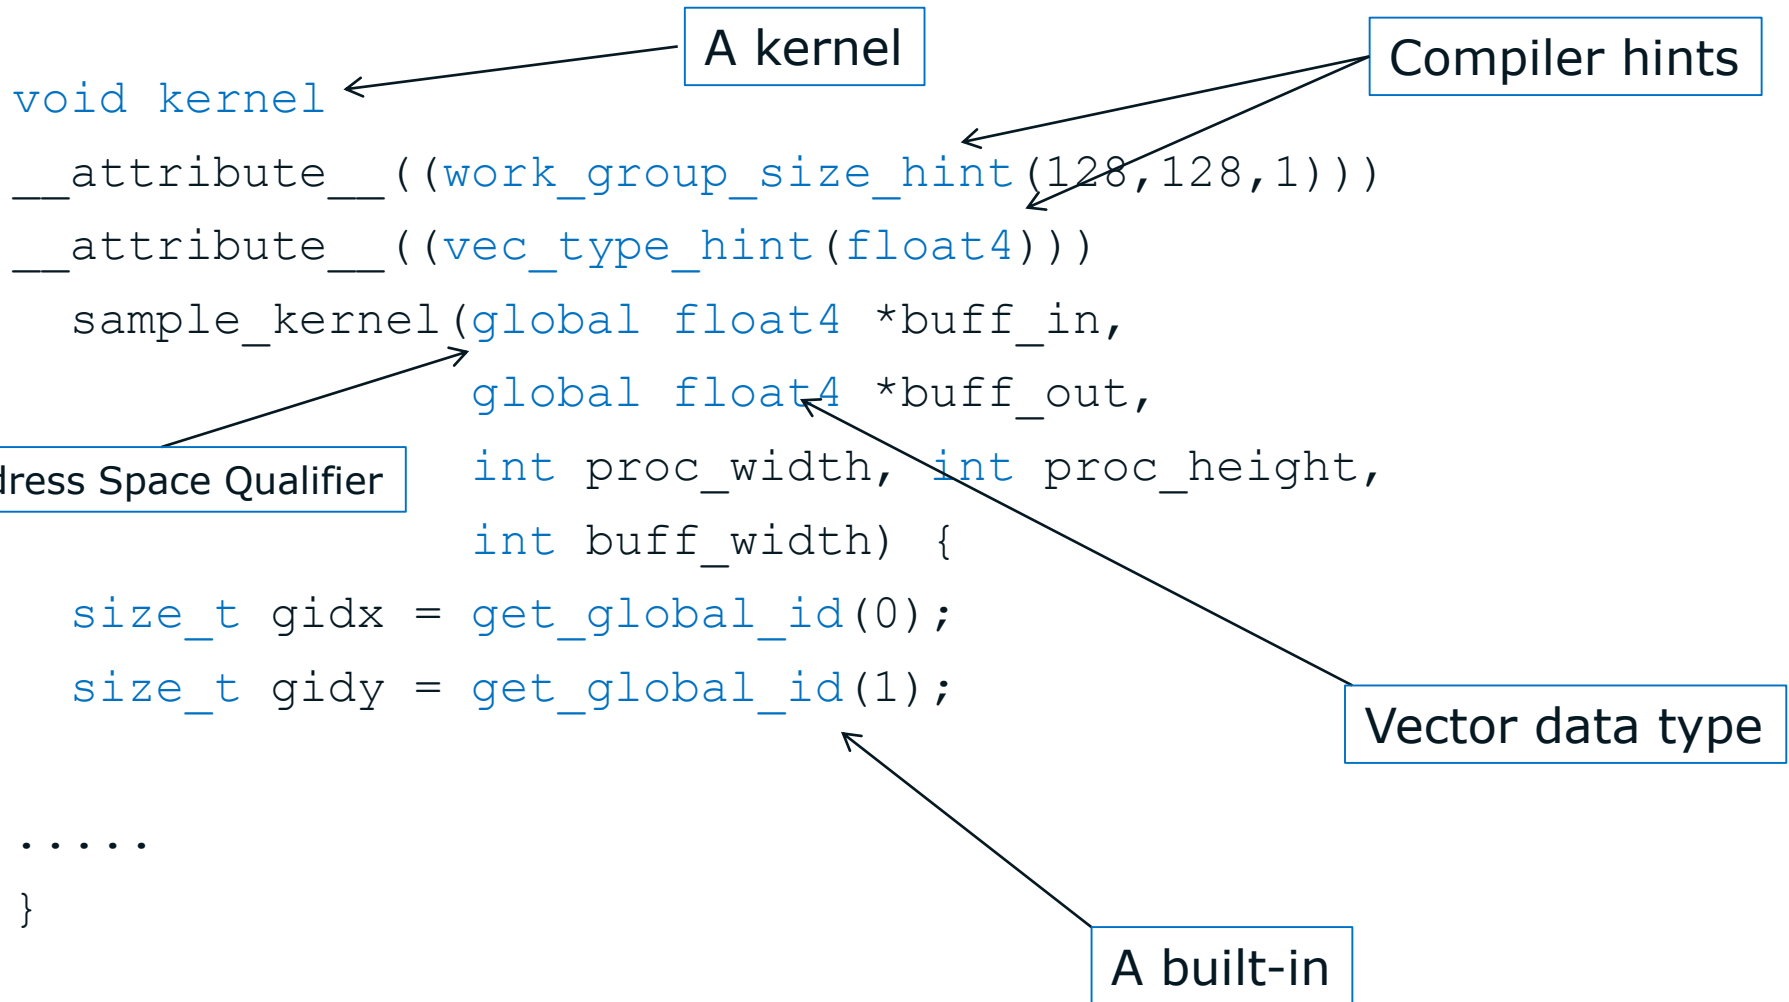 A kernel
Compiler hints
void kernel
__attribute__((work_group_size_hint(128,128,1)))
__attribute__((vec_type_hint(float4)))
sample_kernel(global float4 *buff_in,
global float4 *buff_out,
dress Space Qualifier
int proc_width, int proc_height,
int buff_width) {
size_t gidx = get_global_id(0);
size_t gidy = get_global_id(1);
Vector data type
.....
}
A built-in